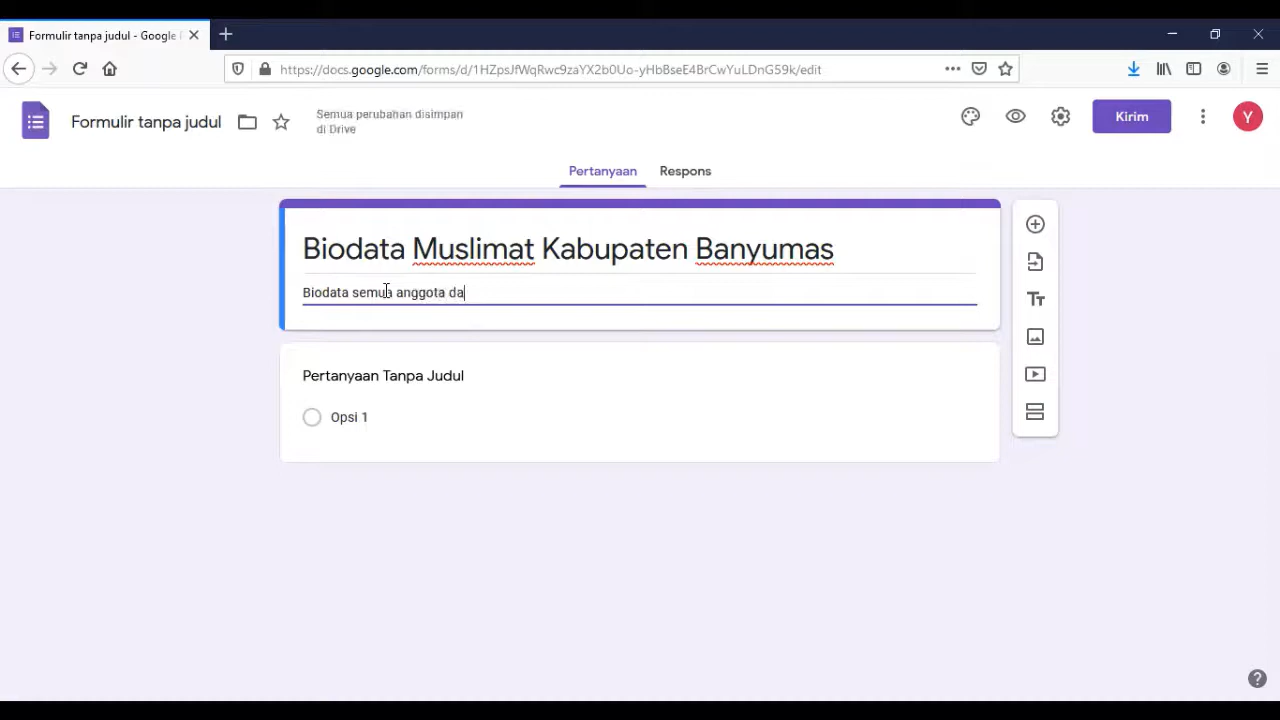 Formulir tanpa judul - Google
https://docs.google.com/forms/d/1HZpsJfWqRwc9zaYX2b0Uo-yHbBseE4BrCwYuLDnG59k/edit
Formulir tanpa judul
Semua perubahan disimpan
di Drive
Kirim
Y
Pertanyaan
Respons
Biodata Muslimat Kabupaten Banyumas
Biodata semua anggota da
Pertanyaan Tanpa Judul
Opsi 1